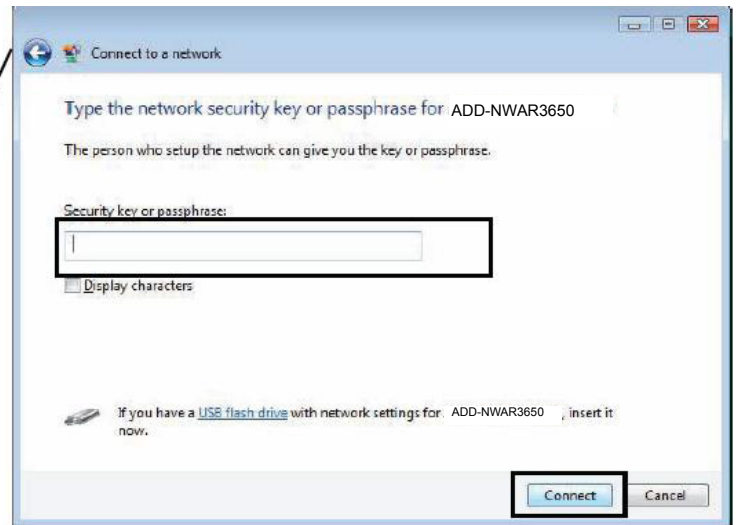 Connect to a network
Type the network security key or passphrase for ADD-NWAR3650
The person who setup the network can give you the key or passphrase.
Security key or passphrase:
Display characters
If you have a USB flash drive with network settings for ADD-NWAR3650 , insert it
now.
Connect Cancel